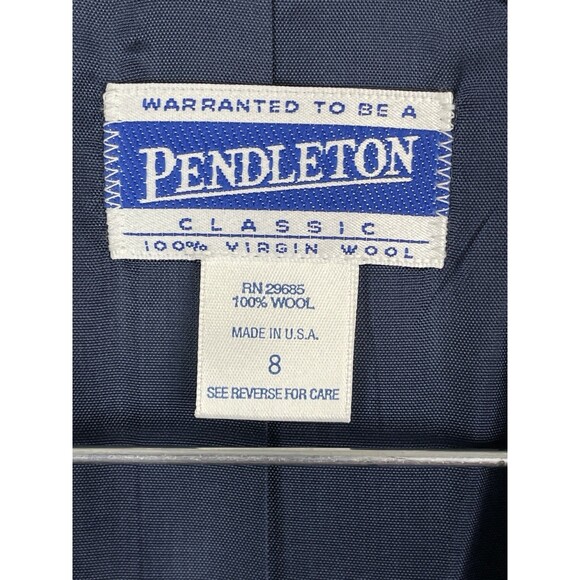 WARRANTED TO BE A
PENDLETON
CLASSIC
100% VIRGIN WOOL
RN 29685
100% WOOL
MADE IN U.S.A.
8
SEE REVERSE FOR CARE